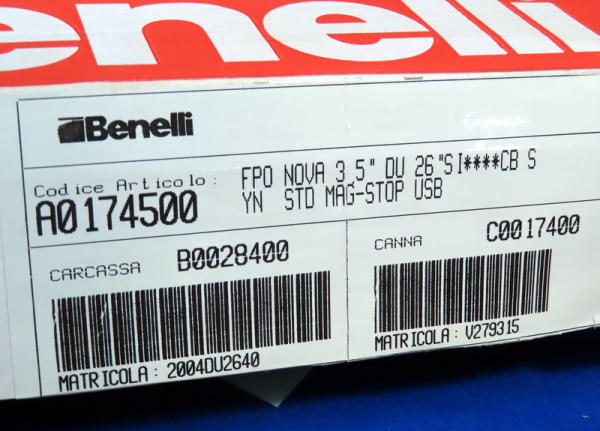 enelli
Benelli
Codice Articolo: FPO NOVA 3.5" DU 26"SI****CB S
A0174500 YN STD MAG-STOP USB
CARCASSA B0028400
CANNA C0017400
MATRICOLA: 2004DU2640
MATRICOLA: V279315